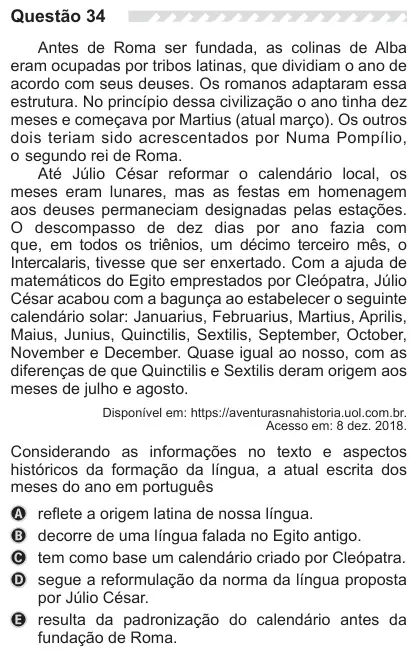 Questão 34
Antes de Roma ser fundada, as colinas de Alba
eram ocupadas por tribos latinas, que dividiam o ano de
acordo com seus deuses. Os romanos adaptaram essa
estrutura. No princípio dessa civilização o ano tinha dez
meses e começava por Martius (atual março). Os outros
dois teriam sido acrescentados por Numa Pompílio,
o segundo rei de Roma.
Até Júlio César reformar o calendário local, os
meses eram lunares, mas as festas em homenagem
aos deuses permaneciam designadas pelas estações.
O descompasso de dez dias por ano fazia com
que, em todos os triênios, um décimo terceiro mês, o
Intercalaris, tivesse que ser enxertado. Com a ajuda de
matemáticos do Egito emprestados por Cleópatra, Júlio
César acabou com a bagunça ao estabelecer o seguinte
calendário solar: Januarius, Februarius, Martius, Aprilis,
Maius, Junius, Quinctilis, Sextilis, September, October,
November e December. Quase igual ao nosso, com as
diferenças de que Quinctilis e Sextilis deram origem aos
meses de julho e agosto.
Disponível em: https://aventurasnahistoria.uol.com.br.
Acesso em: 8 dez. 2018.
Considerando as informações no texto e aspectos
históricos da formação da língua, a atual escrita dos
meses do ano em português
A reflete a origem latina de nossa língua.
B decorre de uma língua falada no Egito antigo.
C tem como base um calendário criado por Cleópatra.
D segue a reformulação da norma da língua proposta
por Júlio César.
E resulta da padronização do calendário antes da
fundação de Roma.